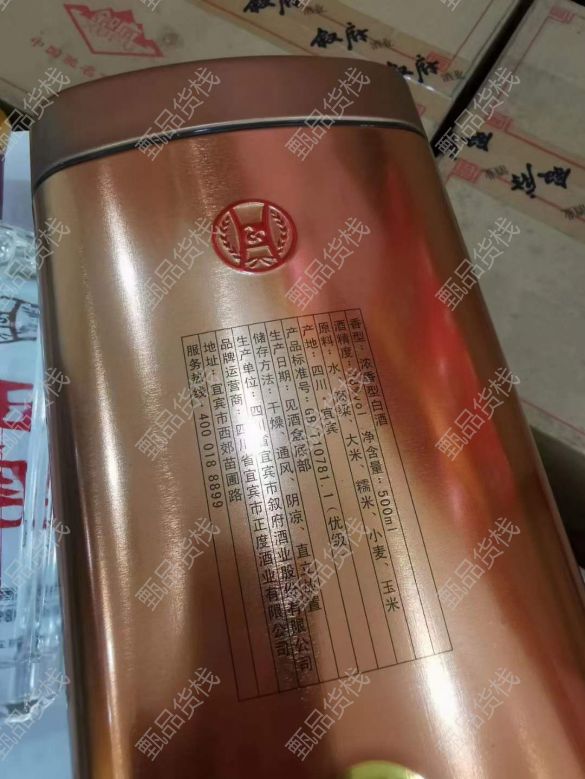 香型：浓香型白酒
酒精度： 净含量：500ml
原料：水、高粱、大米、糯米、小麦、玉米
产地：四川 宜宾
产品标准号：GB/T10781.1（优级）
生产日期：见酒盒底部
储存方法：干燥、通风、阴凉、直立放置
生产单位：四川省宜宾市叙府酒业股份有限公司
品牌运营商：四川省宜宾市正度酒业有限公司
地址：宜宾市西郊苗圃路
服务热线：400 018 8899
叙府酒业
叙府
甄品货栈